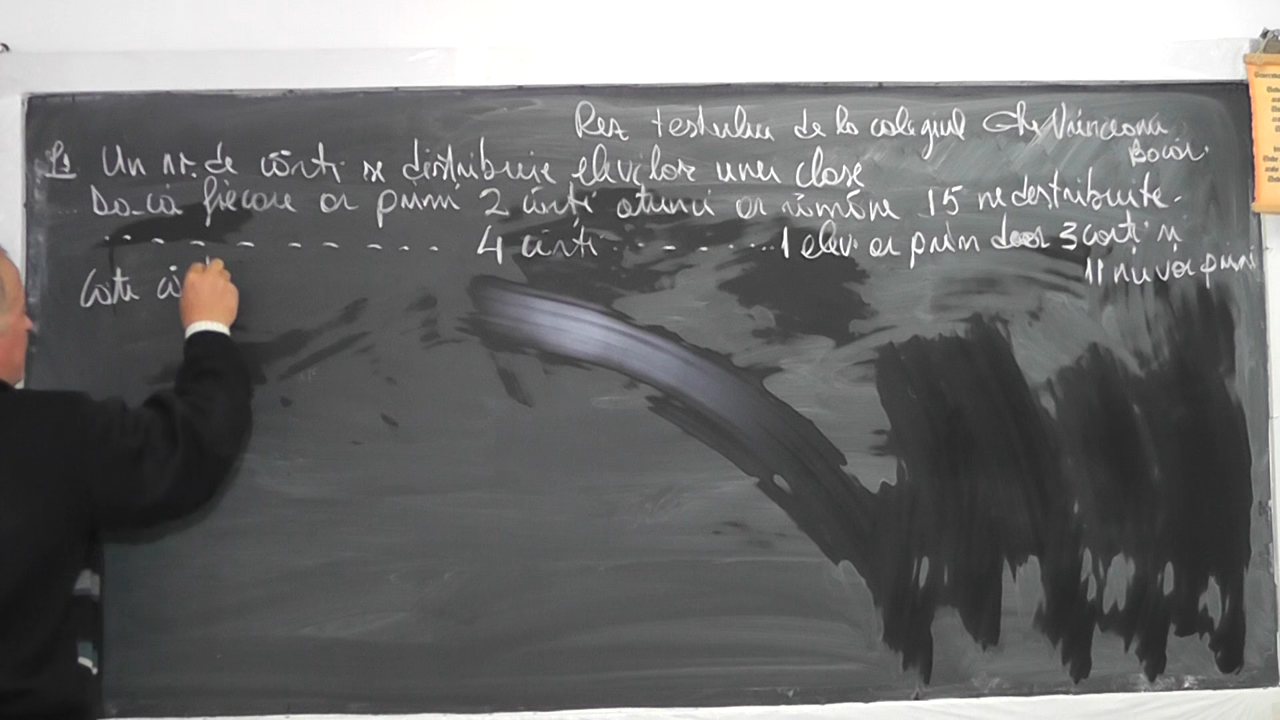 Rez testului de la colegiul Gh. Vrinceanu
Bacău
P1 Un nr. de cărți se distribuie elevilor unei clase
Dacă fiecare ar primi 2 cărți atunci ar rămâne 15 nedistribuite.
4 cărți 1 elev ar primi doar 3 cărți și
11 nu vor primi
Câte că